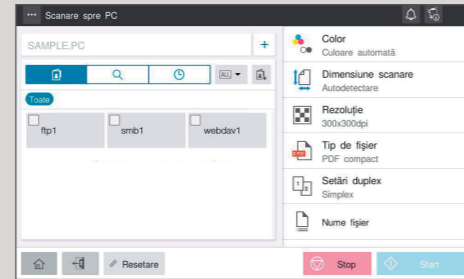 Scanare spre PC
SAMPLE.PC
+
ALL
Toate
ftp1
smb1
webdav1
Color
Culoare automată
Dimensiune scanare
Autodetectare
Rezoluție
300x300dpi
Tip de fișier
PDF compact
Setări duplex
Simplex
Nume fișier
Resetare
Stop
Start